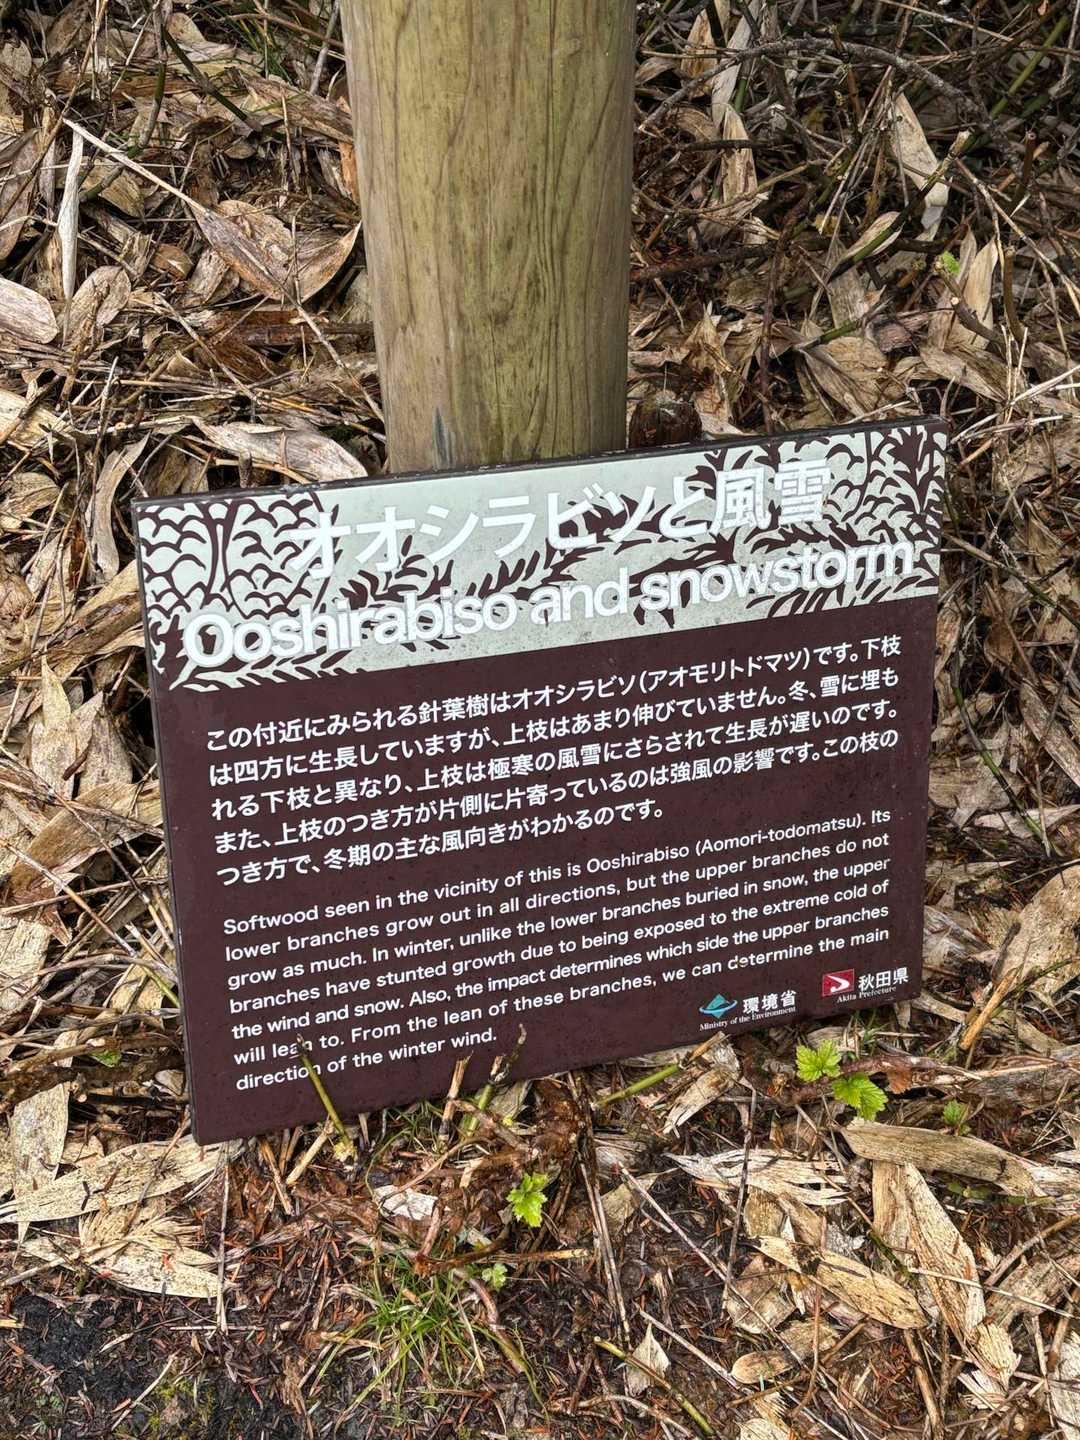 オオシラビソと風雪
Ooshirabiso and snowstorm
この付近にみられる針葉樹はオオシラビソ(アオモリトドマツ)です。下枝
は四方に生長していますが、上枝はあまり伸びていません。冬、雪に埋も
れる下枝と異なり、上枝は極寒の風雪にさらされて生長が遅いのです。
また、上枝のつき方が片側に片寄っているのは強風の影響です。この枝の
つき方で、冬期の主な風向きがわかるのです。
Softwood seen in the vicinity of this is Ooshirabiso (Aomori-todomatsu). Its
lower branches grow out in all directions, but the upper branches do not
grow as much. In winter, unlike the lower branches buried in snow, the upper
branches have stunted growth due to being exposed to the extreme cold of
the wind and snow. Also, the impact determines which side the upper branches
will lean to. From the lean of these branches, we can determine the main
direction of the winter wind.
環境省
Ministry of the Environment
秋田県
Akita Prefecture